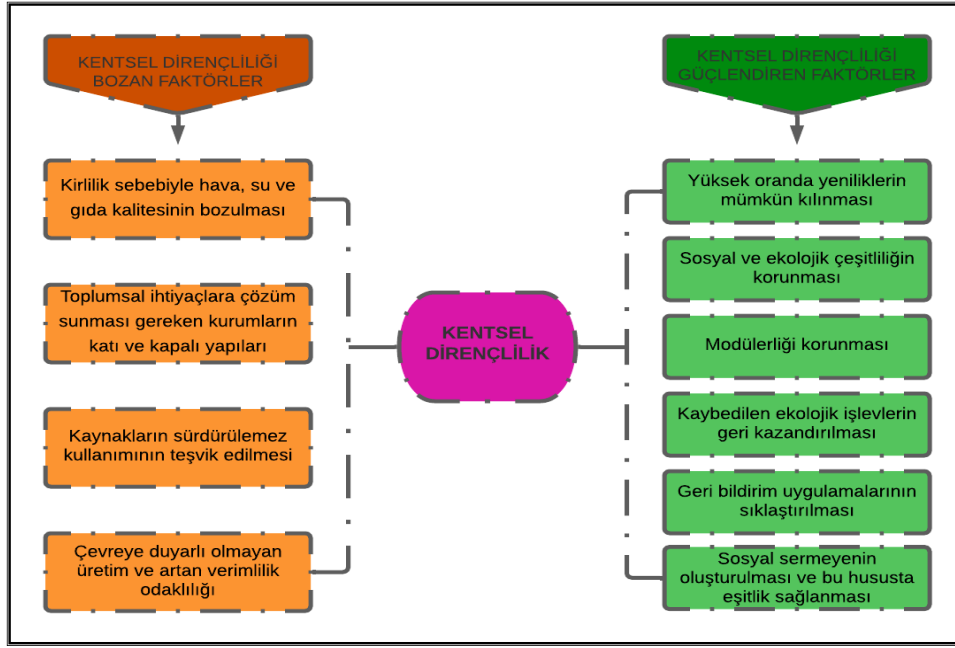 KENTSEL DİRENÇLİLİĞİ
BOZAN FAKTÖRLER
Kirlilik sebebiyle hava, su ve
gıda kalitesinin bozulması
Toplumsal ihtiyaçlara çözüm
sunması gereken kurumların
katı ve kapalı yapıları
Kaynakların sürdürülemez
kullanımının teşvik edilmesi
Çevreye duyarlı olmayan
üretim ve artan verimlilik
odaklılığı
KENTSEL
DİRENÇLİLİK
KENTSEL DİRENÇLİLİĞİ
GÜÇLENDİREN FAKTÖRLER
Yüksek oranda yeniliklerin
mümkün kılınması
Sosyal ve ekolojik çeşitliliğin
korunması
Modülerliği korunması
Kaybedilen ekolojik işlevlerin
geri kazandırılması
Geri bildirim uygulamalarının
sıklaştırılması
Sosyal sermeyenin
oluşturulması ve bu hususta
eşitlik sağlanması